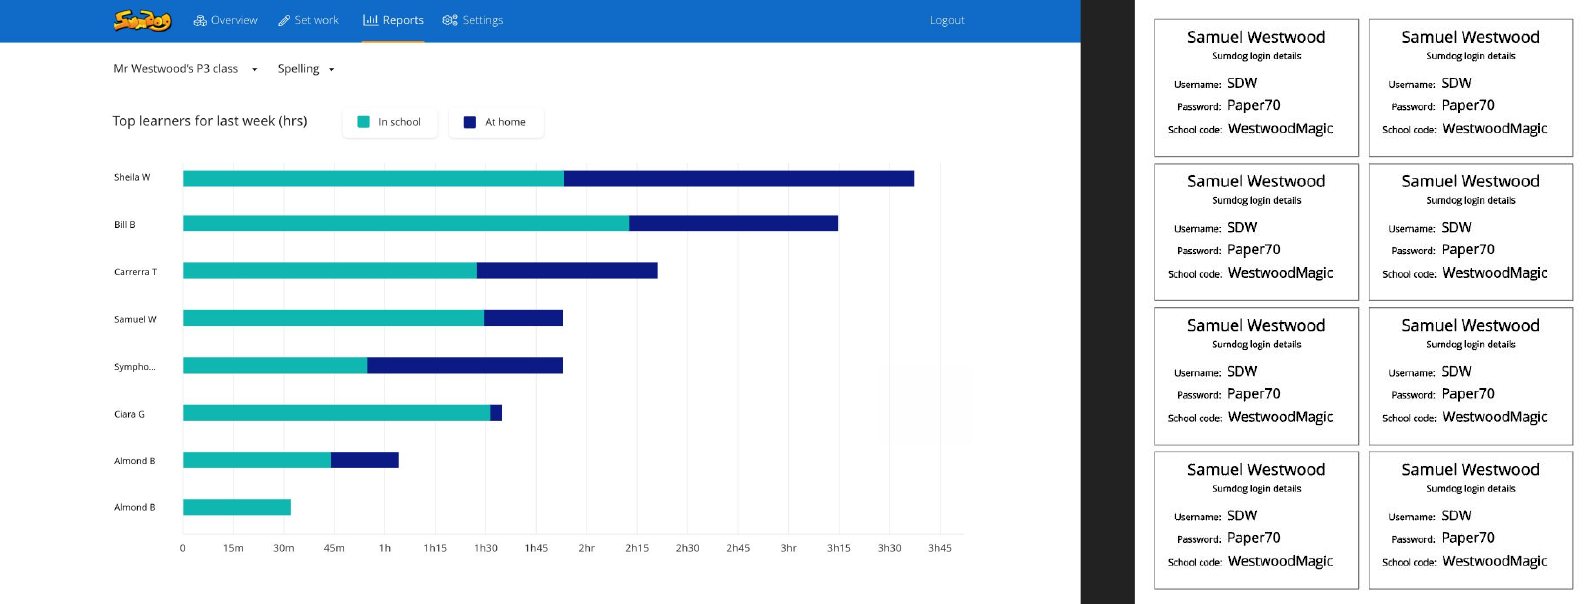 Sumdog Overview Set work Reports Settings Logout
Mr Westwood's P3 class Spelling
Top learners for last week (hrs) In school At home
Sheila W
Bill B
Carrerra T
Samuel W
Sympho...
Ciara G
Almond B
Almond B
0 15m 30m 45m 1h 1h15 1h30 1h45 2hr 2h15 2h30 2h45 3hr 3h15 3h30 3h45
Samuel Westwood
Sumdog login details
Username: SDW
Password: Paper70
School code: WestwoodMagic
Samuel Westwood
Sumdog login details
Username: SDW
Password: Paper70
School code: WestwoodMagic
Samuel Westwood
Sumdog login details
Username: SDW
Password: Paper70
School code: WestwoodMagic
Samuel Westwood
Sumdog login details
Username: SDW
Password: Paper70
School code: WestwoodMagic
Samuel Westwood
Sumdog login details
Username: SDW
Password: Paper70
School code: WestwoodMagic
Samuel Westwood
Sumdog login details
Username: SDW
Password: Paper70
School code: WestwoodMagic
Samuel Westwood
Sumdog login details
Username: SDW
Password: Paper70
School code: WestwoodMagic
Samuel Westwood
Sumdog login details
Username: SDW
Password: Paper70
School code: WestwoodMagic